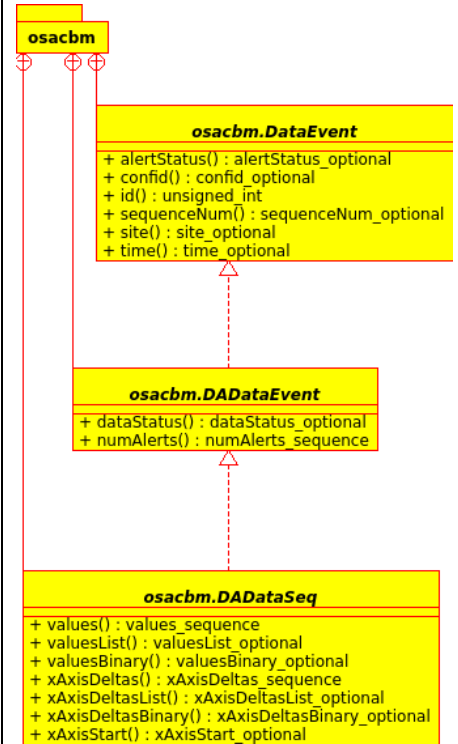 osacbm
osacbm.DataEvent
+ alertStatus() : alertStatus_optional
+ confid() : confid_optional
+ id() : unsigned_int
+ sequenceNum() : sequenceNum_optional
+ site() : site_optional
+ time() : time_optional
osacbm.DADataEvent
+ dataStatus() : dataStatus_optional
+ numAlerts() : numAlerts_sequence
osacbm.DADataSeq
+ values() : values_sequence
+ valuesList() : valuesList_optional
+ valuesBinary() : valuesBinary_optional
+ xAxisDeltas() : xAxisDeltas_sequence
+ xAxisDeltasList() : xAxisDeltasList_optional
+ xAxisDeltasBinary() : xAxisDeltasBinary_optional
+ xAxisStart() : xAxisStart_optional